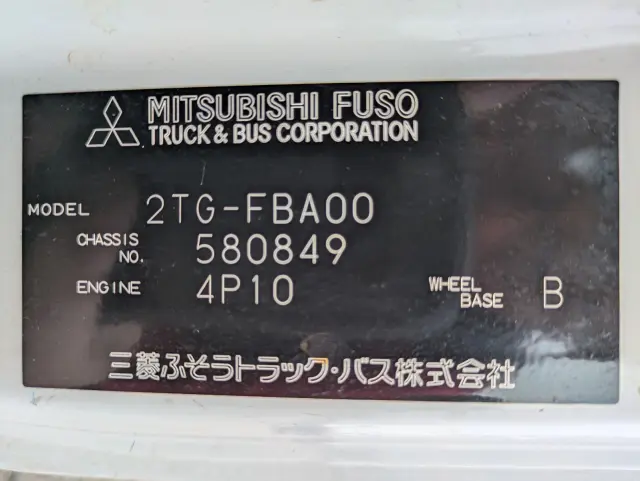 MITSUBISHI FUSO
TRUCK & BUS CORPORATION
MODEL 2TG-FBA00
CHASSIS NO. 580849
ENGINE 4P10 WHEEL BASE B
三菱ふそうトラック・バス株式会社